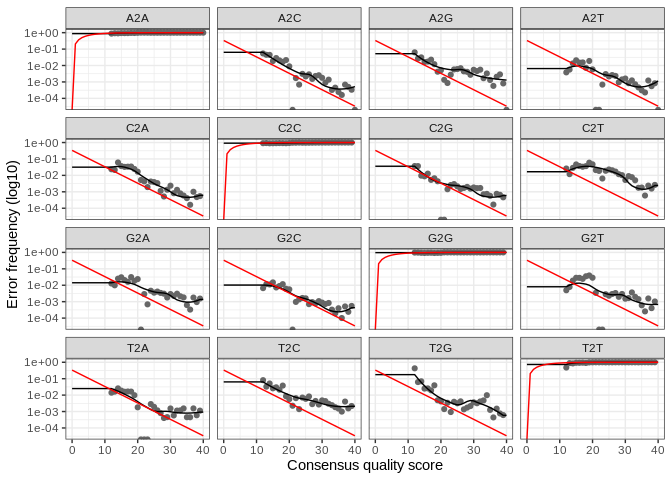 A2A A2C A2G A2T
1e+00
1e-01
1e-02
1e-03
1e-04
C2A C2C C2G C2T
1e+00
1e-01
1e-02
1e-03
1e-04
G2A G2C G2G G2T
1e+00
1e-01
1e-02
1e-03
1e-04
T2A T2C T2G T2T
1e+00
1e-01
1e-02
1e-03
1e-04
0 10 20 30 40 0 10 20 30 40 0 10 20 30 40 0 10 20 30 40
Consensus quality score
Error frequency (log10)